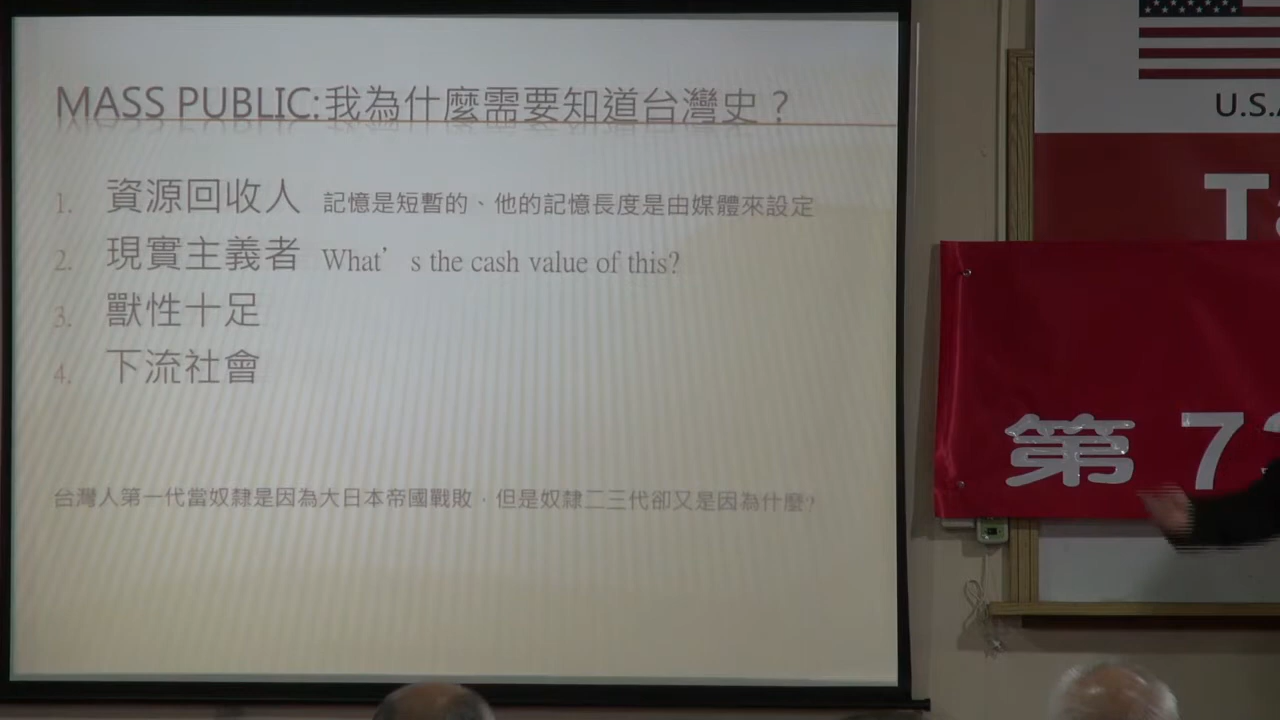 MASS PUBLIC:我為什麼需要知道台灣史？
1. 資源回收人 記憶是短暫的、他的記憶長度是由媒體來設定
2. 現實主義者 What's the cash value of this?
3. 獸性十足
4. 下流社會
台灣人第一代當奴隸是因為大日本帝國戰敗，但是奴隸二三代卻又是因為什麼?
U.S.
T
第 7